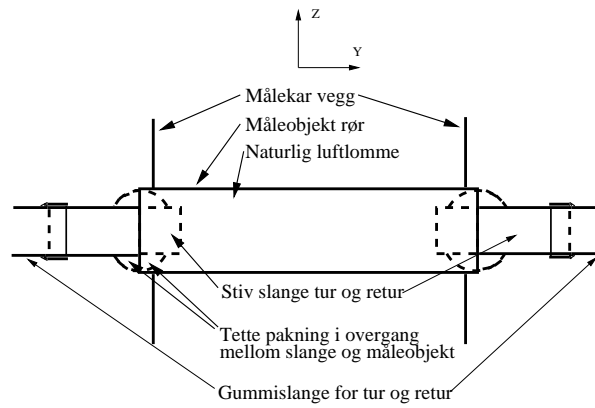 Z
Y
Målekar vegg
Måleobjekt rør
Naturlig luftlomme
Stiv slange tur og retur
Tette pakning i overgang
mellom slange og måleobjekt
Gummislange for tur og retur